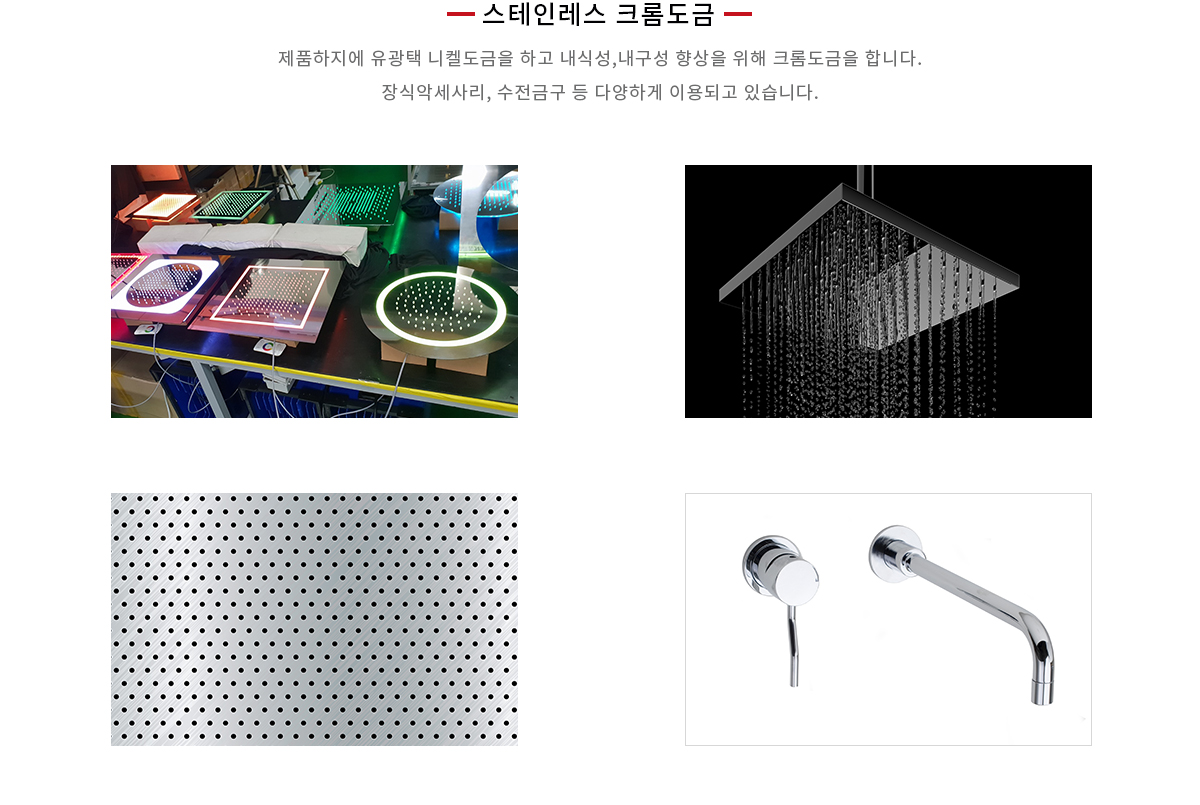 스테인레스 크롬도금
제품하지에 유광택 니켈도금을 하고 내식성,내구성 향상을 위해 크롬도금을 합니다.
장식악세사리, 수전금구 등 다양하게 이용되고 있습니다.